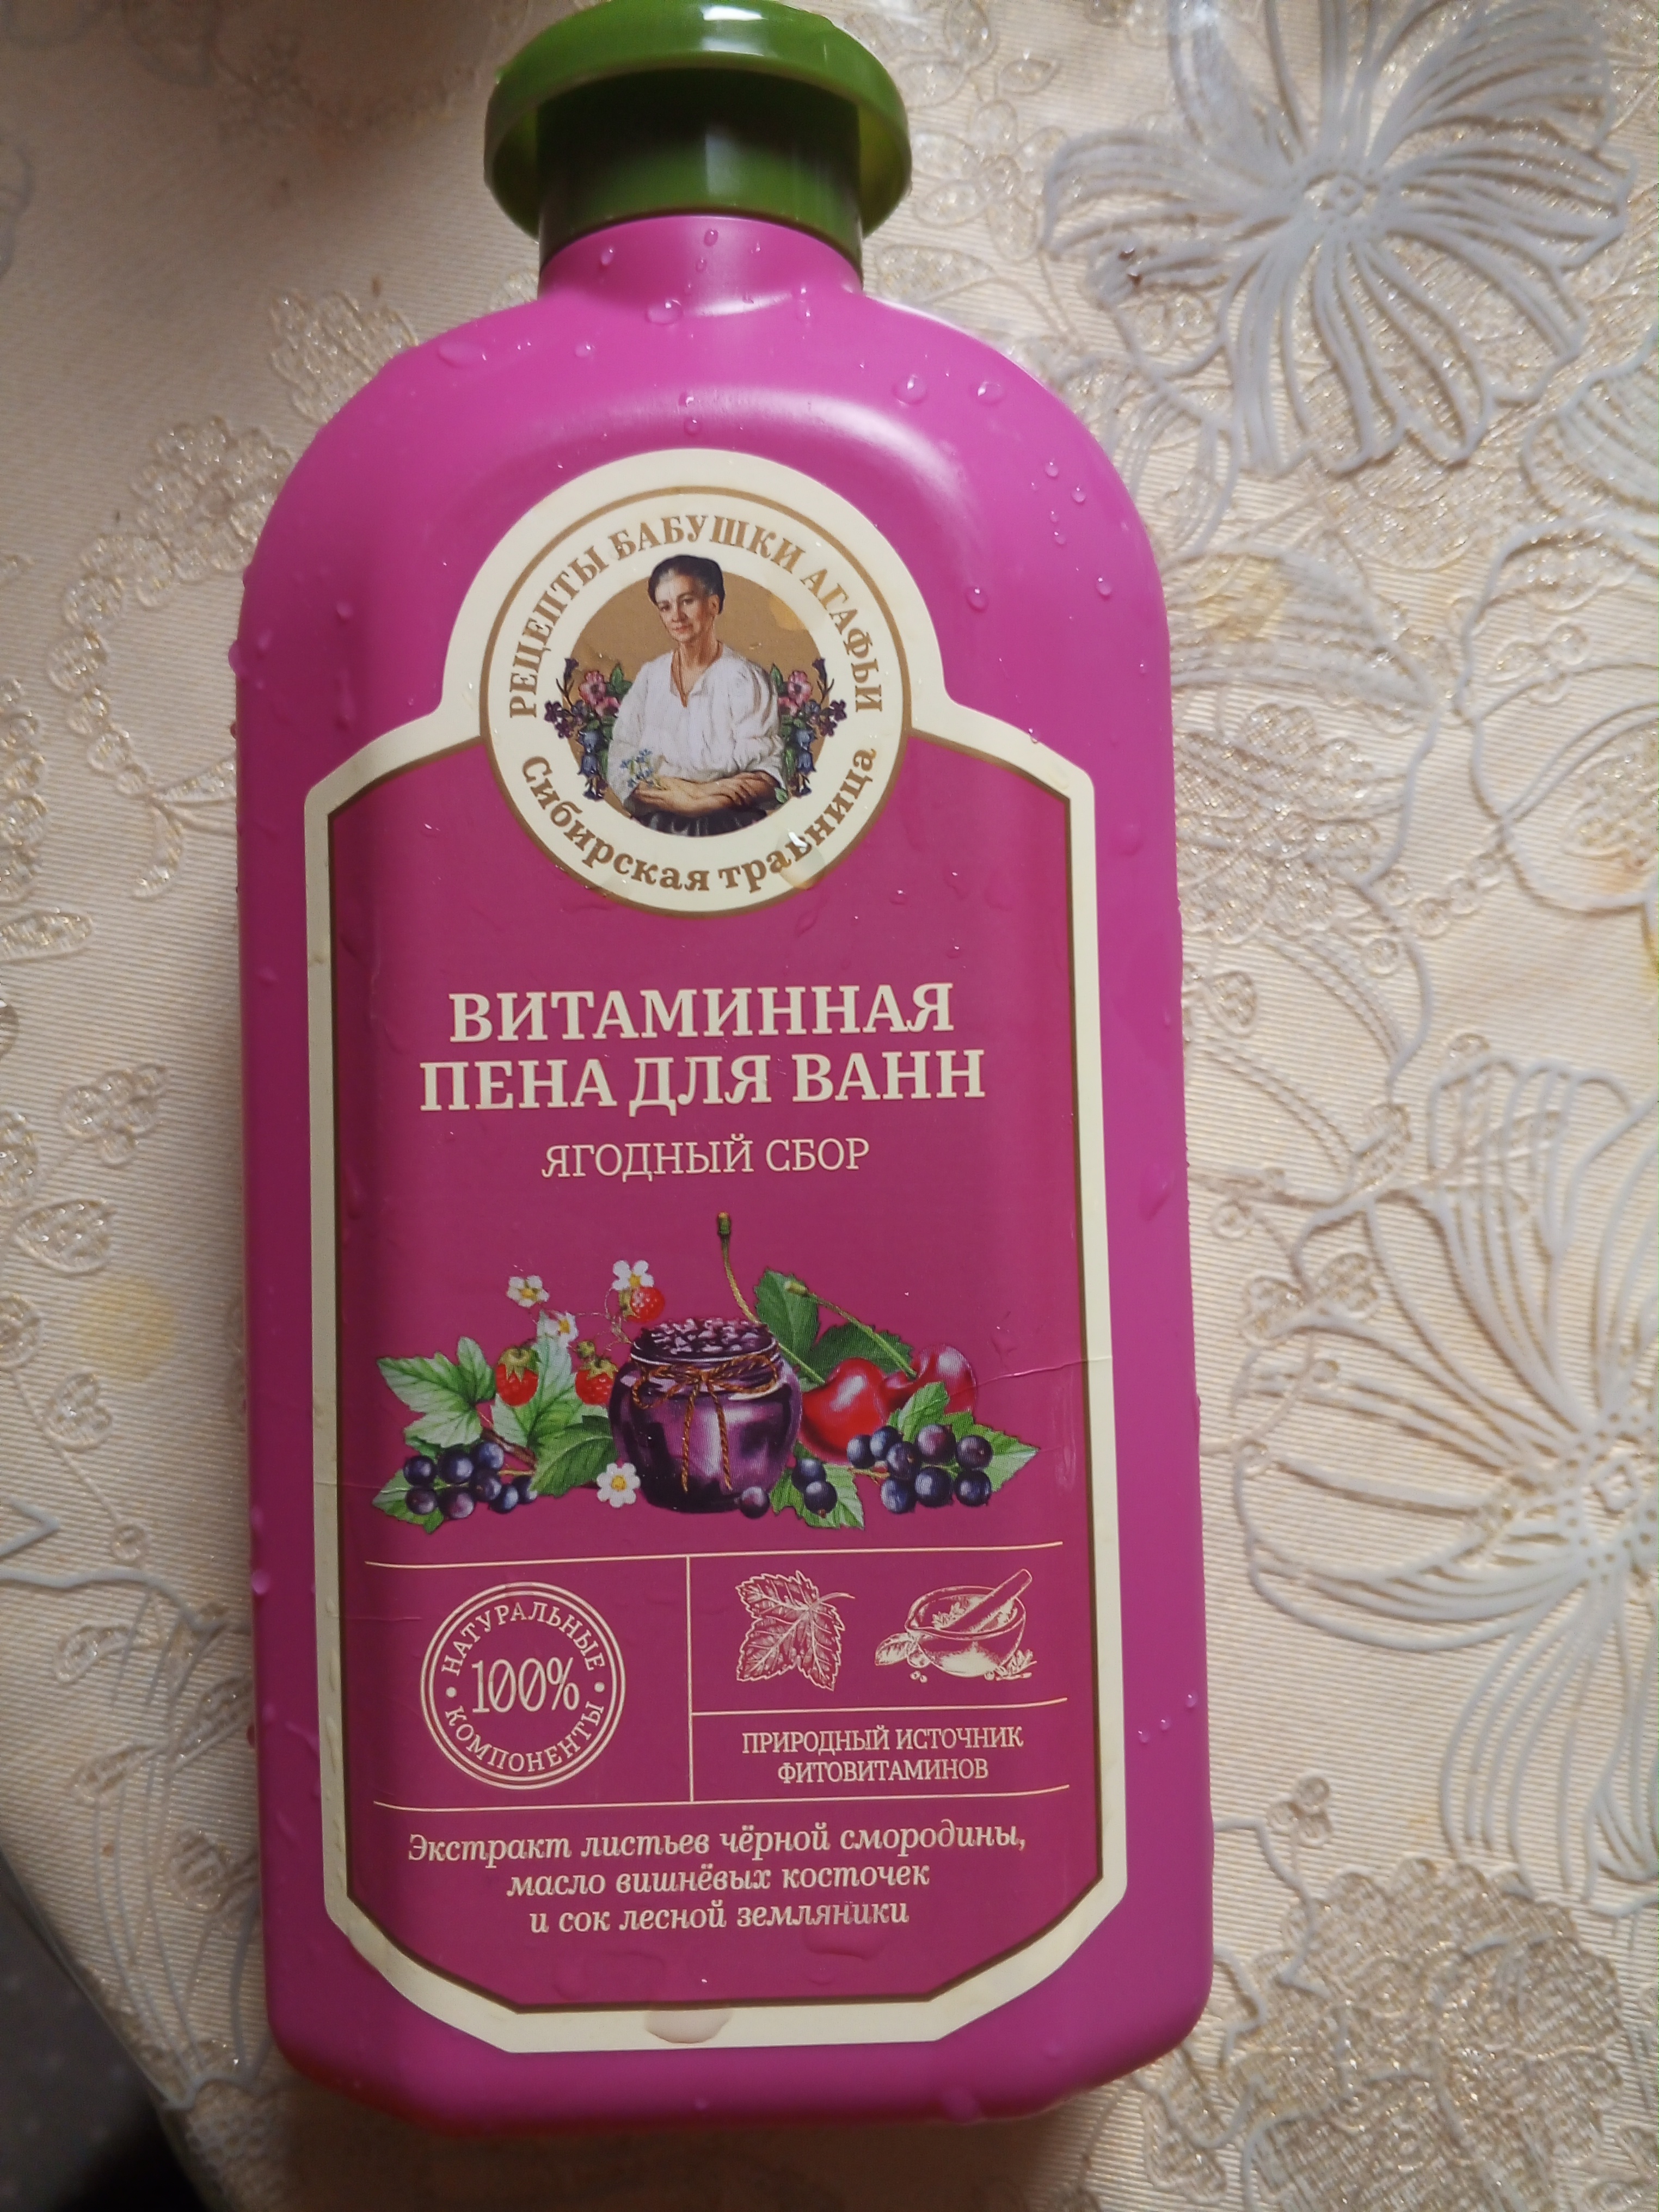 РЕЦЕПТЫ БАБУШКИ АГАФЬИ
Сибирская травница
ВИТАМИННАЯ
ПЕНА ДЛЯ ВАНН
ЯГОДНЫЙ СБОР
НАТУРАЛЬНЫЕ
100%
КОМПОНЕНТЫ
ПРИРОДНЫЙ ИСТОЧНИК
ФИТОВИТАМИНОВ
Экстракт листьев чёрной смородины,
масло вишнёвых косточек
и сок лесной земляники